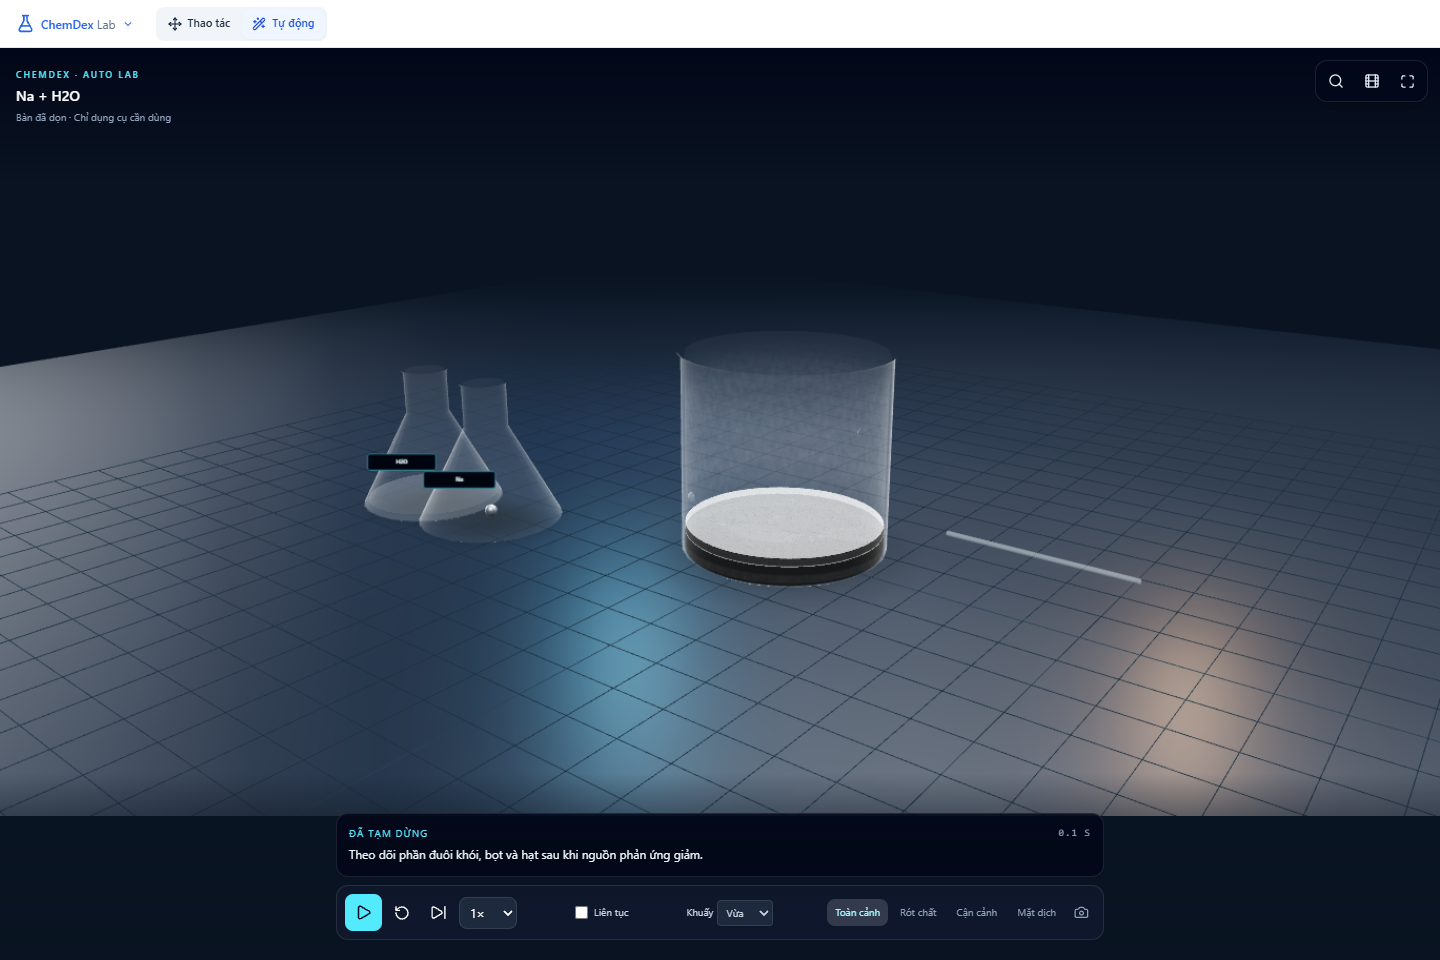 ChemDex Lab
Thao tác
Tự động
CHEMDEX · AUTO LAB
Na + H2O
Bàn đã dọn · Chỉ dụng cụ cần dùng
H2O
Na
ĐÃ TẠM DỪNG
0.1 S
Theo dõi phần đuôi khói, bọt và hạt sau khi nguồn phản ứng giảm.
1×
Liên tục
Khuấy
Vừa
Toàn cảnh
Rót chất
Cận cảnh
Mặt dịch